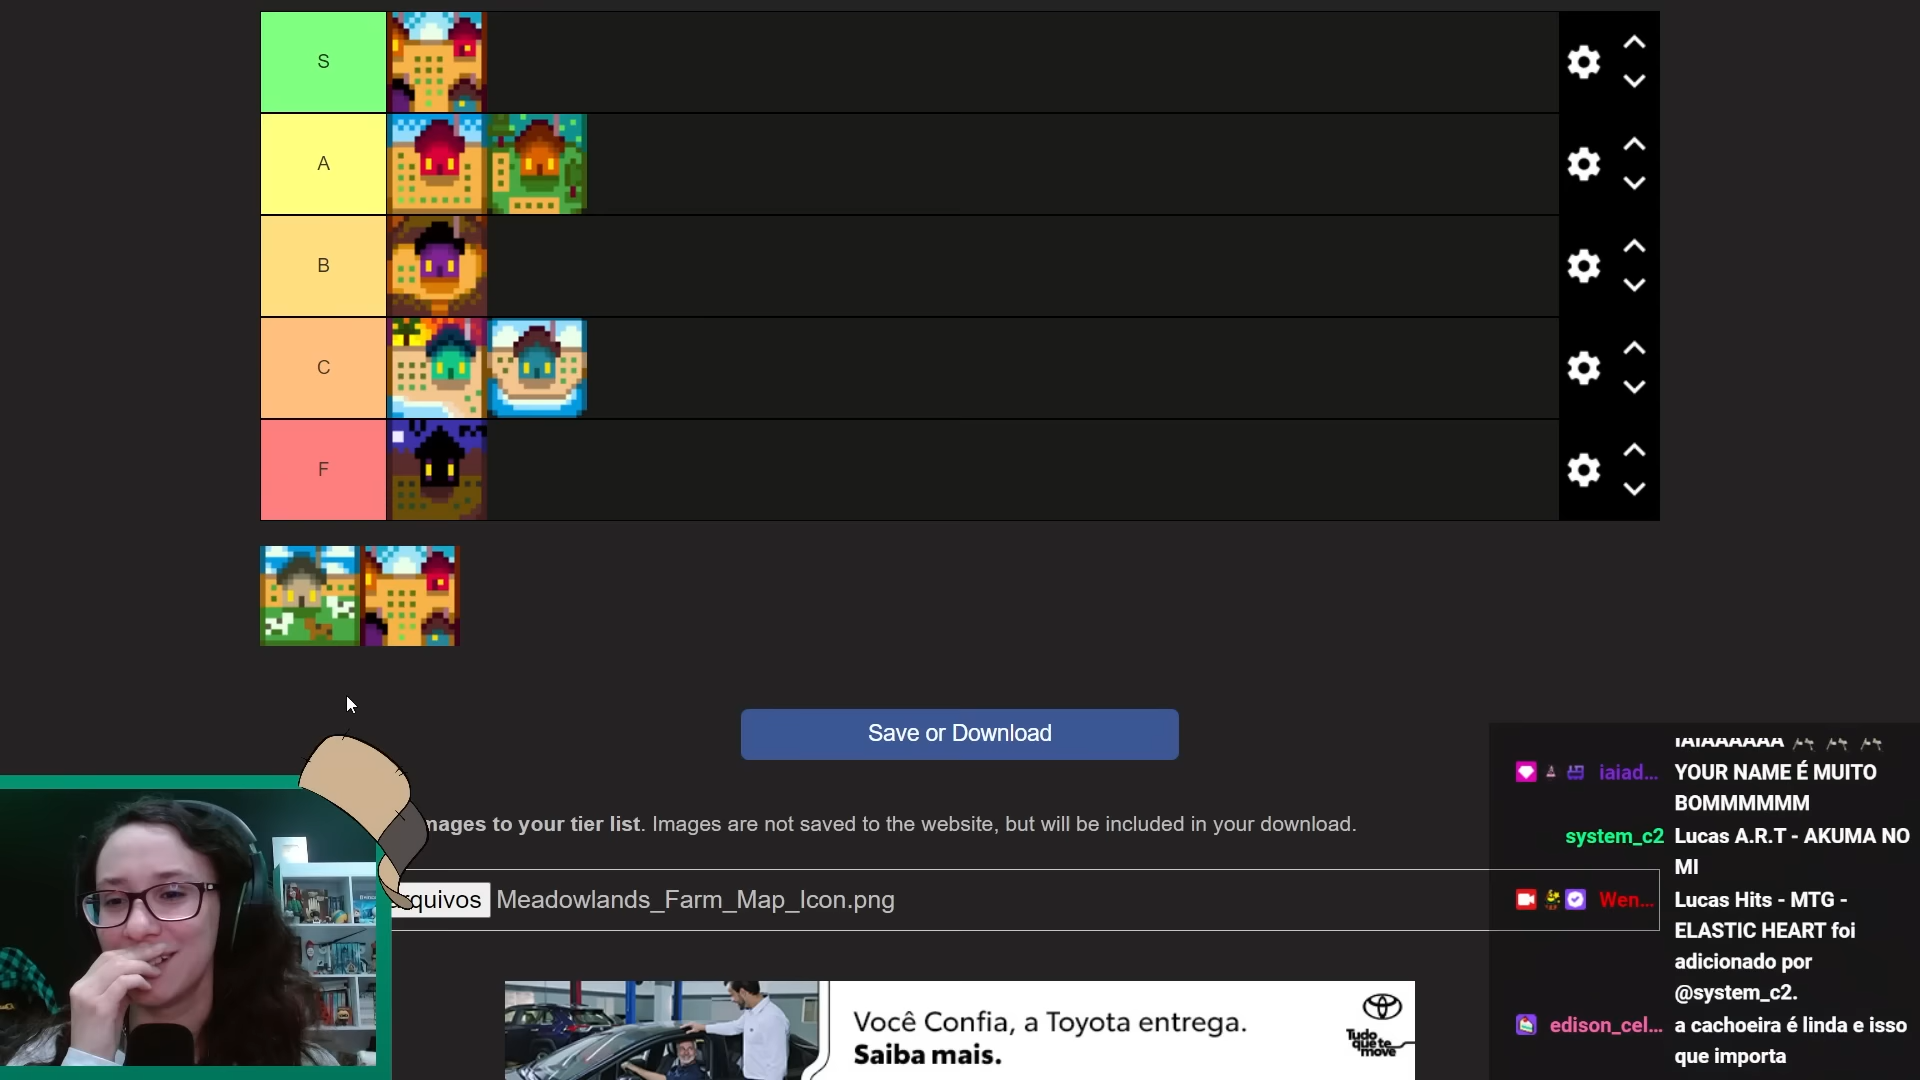 S
A
B
C
F
Save or Download
mages to your tier list. Images are not saved to the website, but will be included in your download.
rquivos Meadowlands_Farm_Map_Icon.png
Você Confia, a Toyota entrega.
Saiba mais.
Tudo
que te
move
IAIAAAAAA
iaiad... YOUR NAME É MUITO
BOMMMMMM
system_c2 Lucas A.R.T - AKUMA NO
MI
Wen... Lucas Hits - MTG -
ELASTIC HEART foi
adicionado por
@system_c2.
edison_cel... a cachoeira é linda e isso
que importa